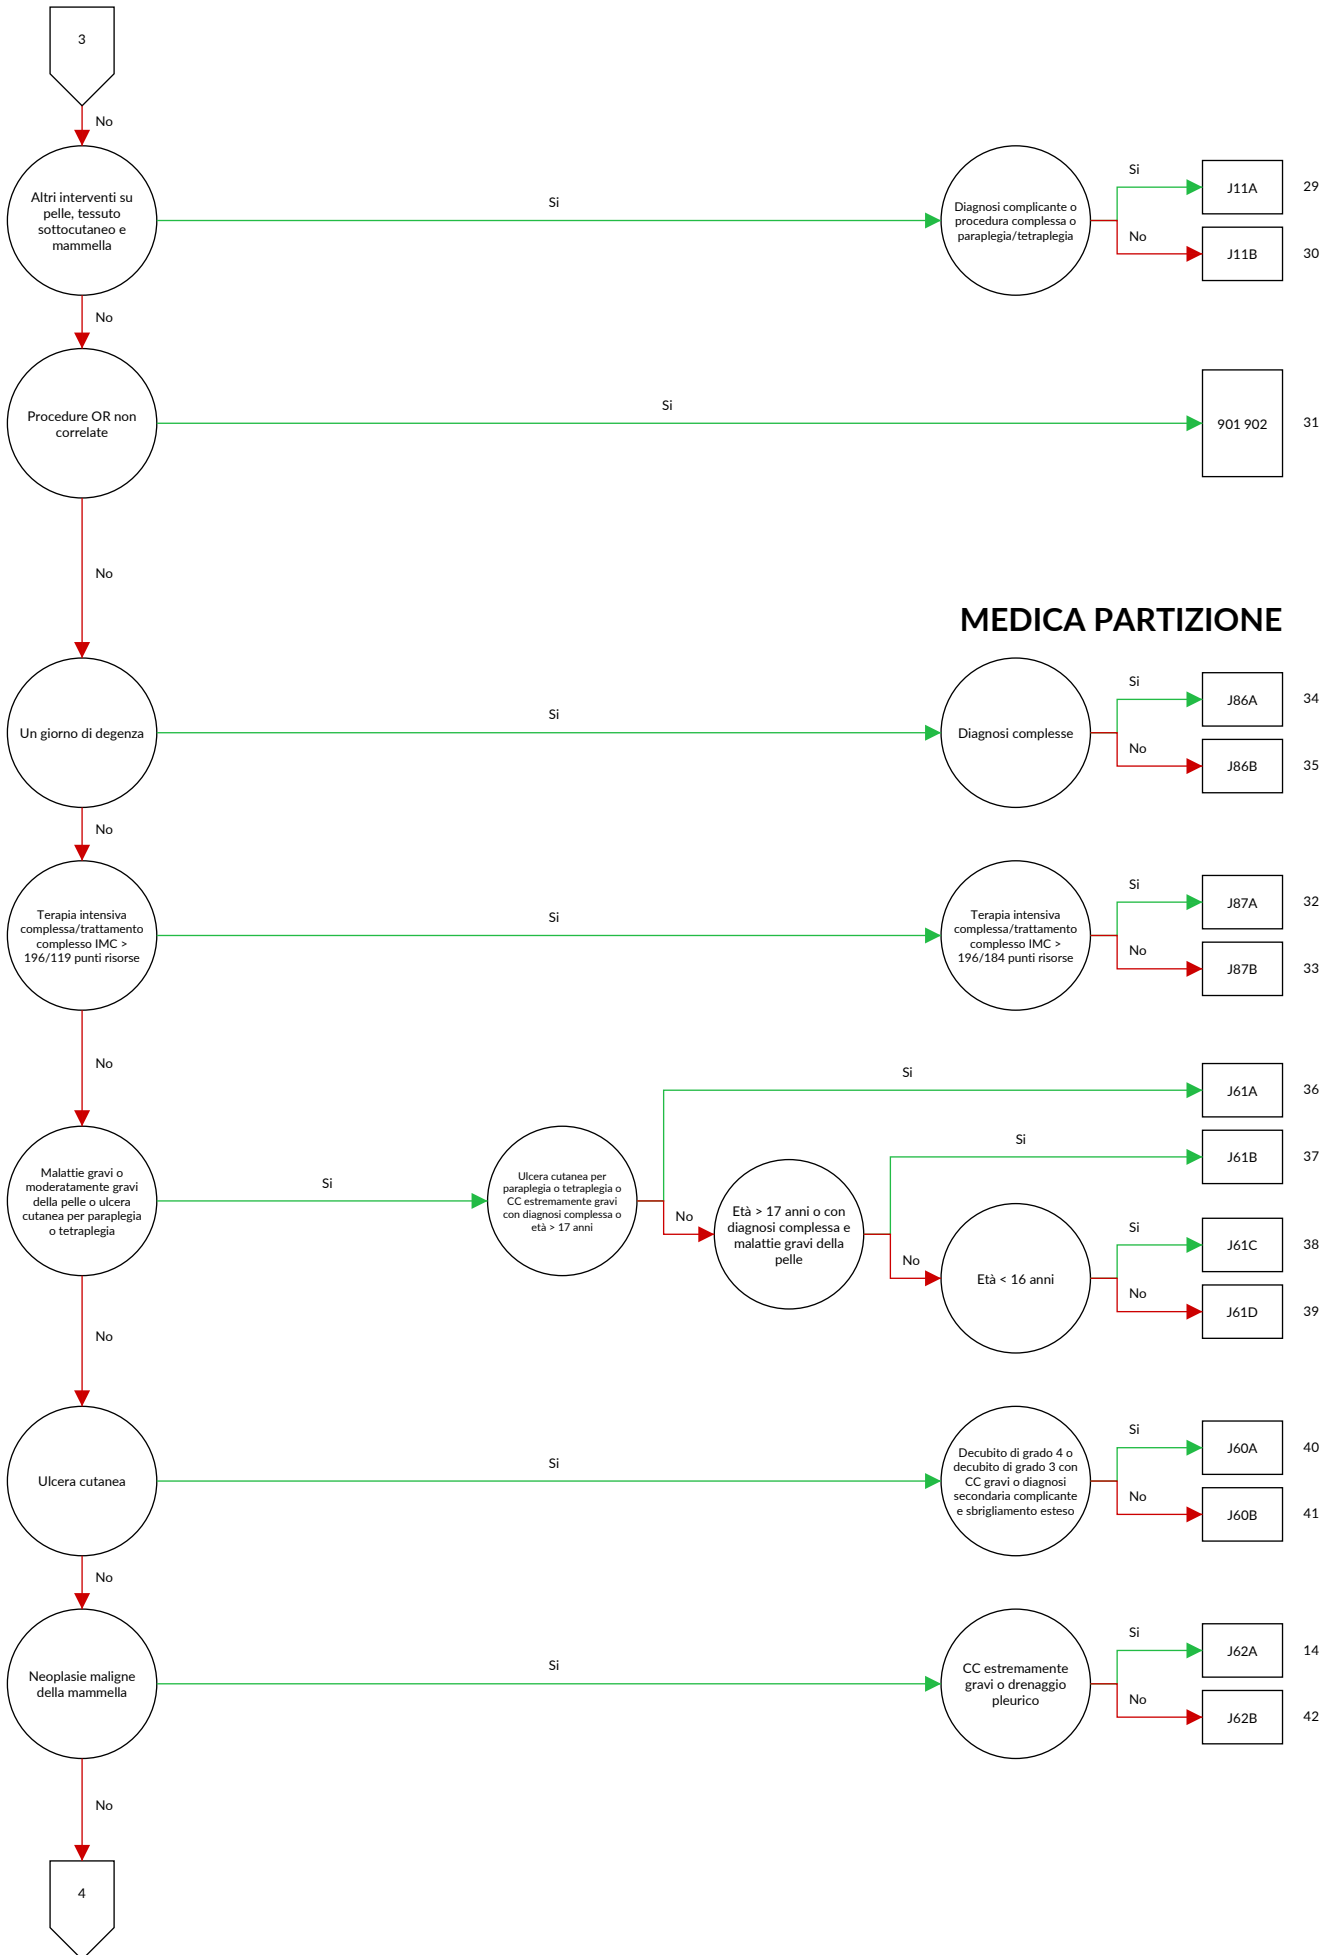 3
No
Altri interventi su
pelle, tessuto
sottocutaneo e
mammella
Si
Diagnosi complicante o
procedura complessa o
paraplegia/tetraplegia
Si
J11A
29
No
J11B
30
No
Procedure OR non
correlate
Si
901 902
31
No
MEDICA PARTIZIONE
Un giorno di degenza
Si
Diagnosi complesse
Si
J86A
34
No
J86B
35
No
Terapia intensiva
complessa/trattamento
complesso IMC >
196/119 punti risorse
Si
Terapia intensiva
complessa/trattamento
complesso IMC >
196/184 punti risorse
Si
J87A
32
No
J87B
33
No
Malattie gravi o
moderatamente gravi
della pelle o ulcera
cutanea per paraplegia
o tetraplegia
Si
Ulcera cutanea per
paraplegia o tetraplegia o
CC estremamente gravi
con diagnosi complessa o
età > 17 anni
Si
J61A
36
No
Età > 17 anni o con
diagnosi complessa e
malattie gravi della
pelle
Si
J61B
37
No
Età < 16 anni
Si
J61C
38
No
J61D
39
No
Ulcera cutanea
Si
Decubito di grado 4 o
decubito di grado 3 con
CC gravi o diagnosi
secondaria complicante
e sbrigliamento esteso
Si
J60A
40
No
J60B
41
No
Neoplasie maligne
della mammella
Si
CC estremamente
gravi o drenaggio
pleurico
Si
J62A
14
No
J62B
42
No
4